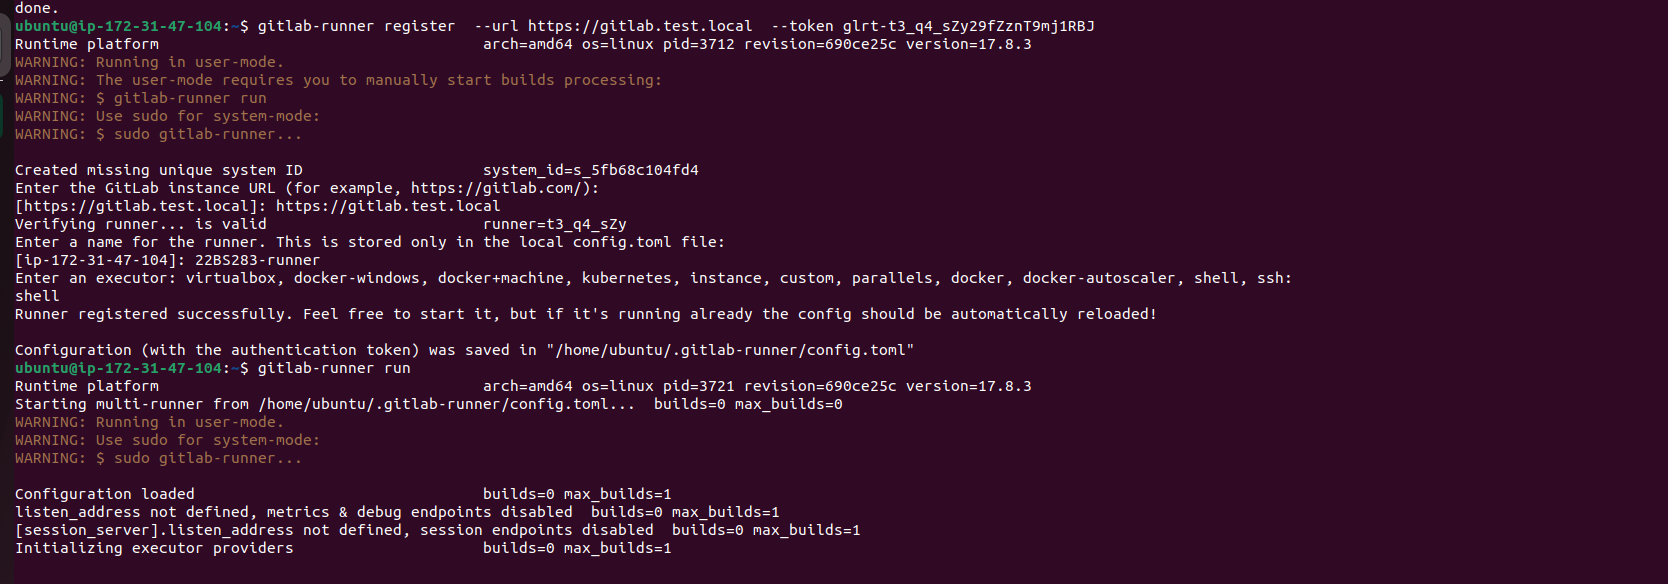 done.
ubuntu@ip-172-31-47-104:~$ gitlab-runner register  --url https://gitlab.test.local  --token glrt-t3_q4_sZy29fZznT9mj1RBJ
Runtime platform                                    arch=amd64 os=linux pid=3712 revision=690ce25c version=17.8.3
WARNING: Running in user-mode.
WARNING: The user-mode requires you to manually start builds processing:
WARNING: $ gitlab-runner run
WARNING: Use sudo for system-mode:
WARNING: $ sudo gitlab-runner...

Created missing unique system ID                    system_id=s_5fb68c104fd4
Enter the GitLab instance URL (for example, https://gitlab.com/):
[https://gitlab.test.local]: https://gitlab.test.local
Verifying runner... is valid                        runner=t3_q4_sZy
Enter a name for the runner. This is stored only in the local config.toml file:
[ip-172-31-47-104]: 22BS283-runner
Enter an executor: virtualbox, docker-windows, docker+machine, kubernetes, instance, custom, parallels, docker, docker-autoscaler, shell, ssh:
shell
Runner registered successfully. Feel free to start it, but if it's running already the config should be automatically reloaded!

Configuration (with the authentication token) was saved in "/home/ubuntu/.gitlab-runner/config.toml"
ubuntu@ip-172-31-47-104:~$ gitlab-runner run
Runtime platform                                    arch=amd64 os=linux pid=3721 revision=690ce25c version=17.8.3
Starting multi-runner from /home/ubuntu/.gitlab-runner/config.toml...  builds=0 max_builds=0
WARNING: Running in user-mode.
WARNING: Use sudo for system-mode:
WARNING: $ sudo gitlab-runner...

Configuration loaded                                builds=0 max_builds=1
listen_address not defined, metrics & debug endpoints disabled  builds=0 max_builds=1
[session_server].listen_address not defined, session endpoints disabled  builds=0 max_builds=1
Initializing executor providers                     builds=0 max_builds=1